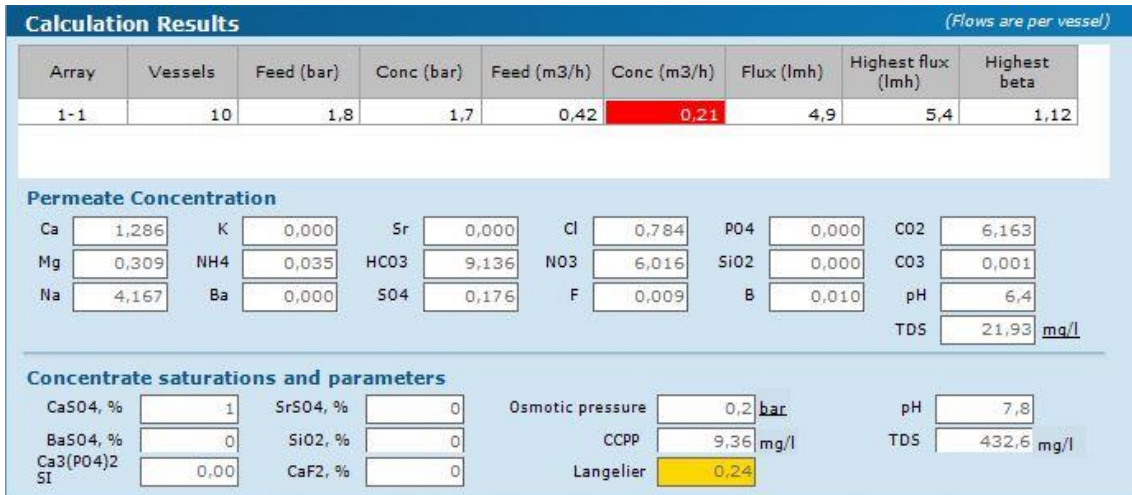 Calculation Results (Flows are per vessel)
Array Vessels Feed (bar) Conc (bar) Feed (m3/h) Conc (m3/h) Flux (lmh) Highest flux (lmh) Highest beta
1-1 10 1,8 1,7 0,42 0,21 4,9 5,4 1,12
Permeate Concentration
Ca 1,286 K 0,000 Sr 0,000 Cl 0,784 PO4 0,000 CO2 6,163
Mg 0,309 NH4 0,035 HCO3 9,136 NO3 6,016 SiO2 0,000 CO3 0,001
Na 4,167 Ba 0,000 SO4 0,176 F 0,009 B 0,010 pH 6,4
TDS 21,93 mg/l
Concentrate saturations and parameters
CaSO4, % 1 SrSO4, % 0 Osmotic pressure 0,2 bar pH 7,8
BaSO4, % 0 SiO2, % 0 CCPP 9,36 mg/l TDS 432,6 mg/l
Ca3(PO4)2 SI 0,00 CaF2, % 0 Langelier 0,24